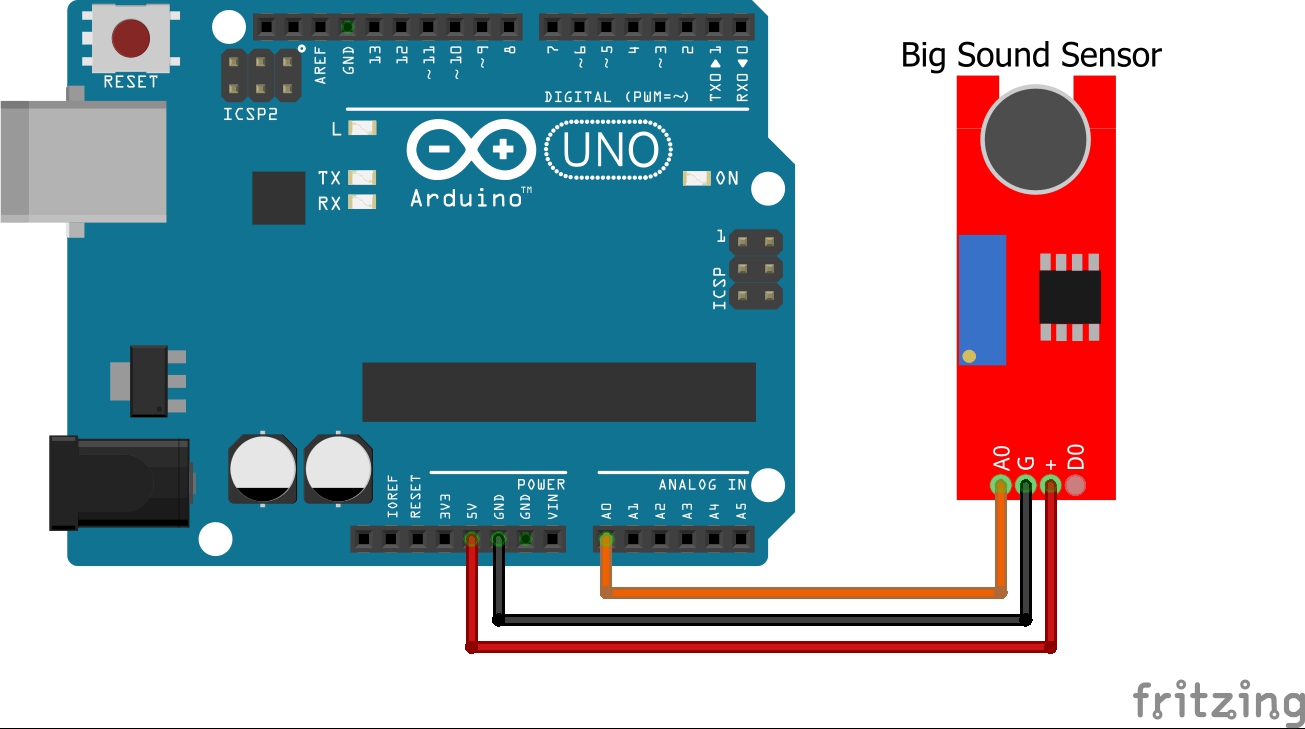 Big Sound Sensor
RESET
ICSP2
AREF
GND
13
12
~11
~10
~9
8
7
~6
~5
4
~3
2
TX0▶1
RX0◀0
DIGITAL (PWM=~)
L
TX
RX
UNO
ON
Arduino™
1
ICSP
A0
G
+
D0
POWER
ANALOG IN
IOREF
RESET
3V3
5V
GND
GND
VIN
A0
A1
A2
A3
A4
A5
fritzing